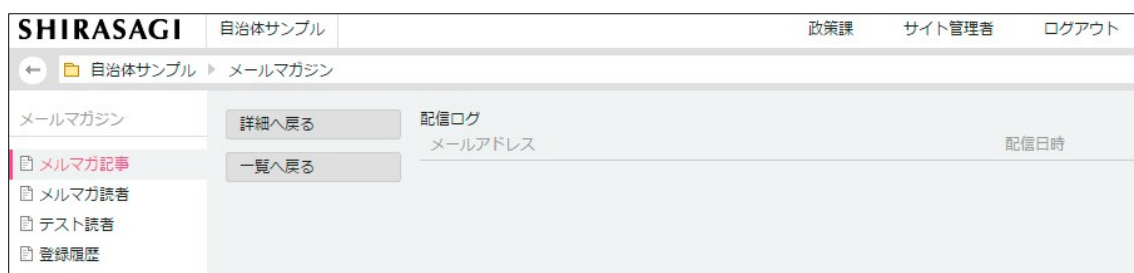 SHIRASAGI 自治体サンプル 政策課 サイト管理者 ログアウト
← 自治体サンプル メールマガジン
メールマガジン
メルマガ記事
メルマガ読者
テスト読者
登録履歴
詳細へ戻る
一覧へ戻る
配信ログ
メールアドレス 配信日時